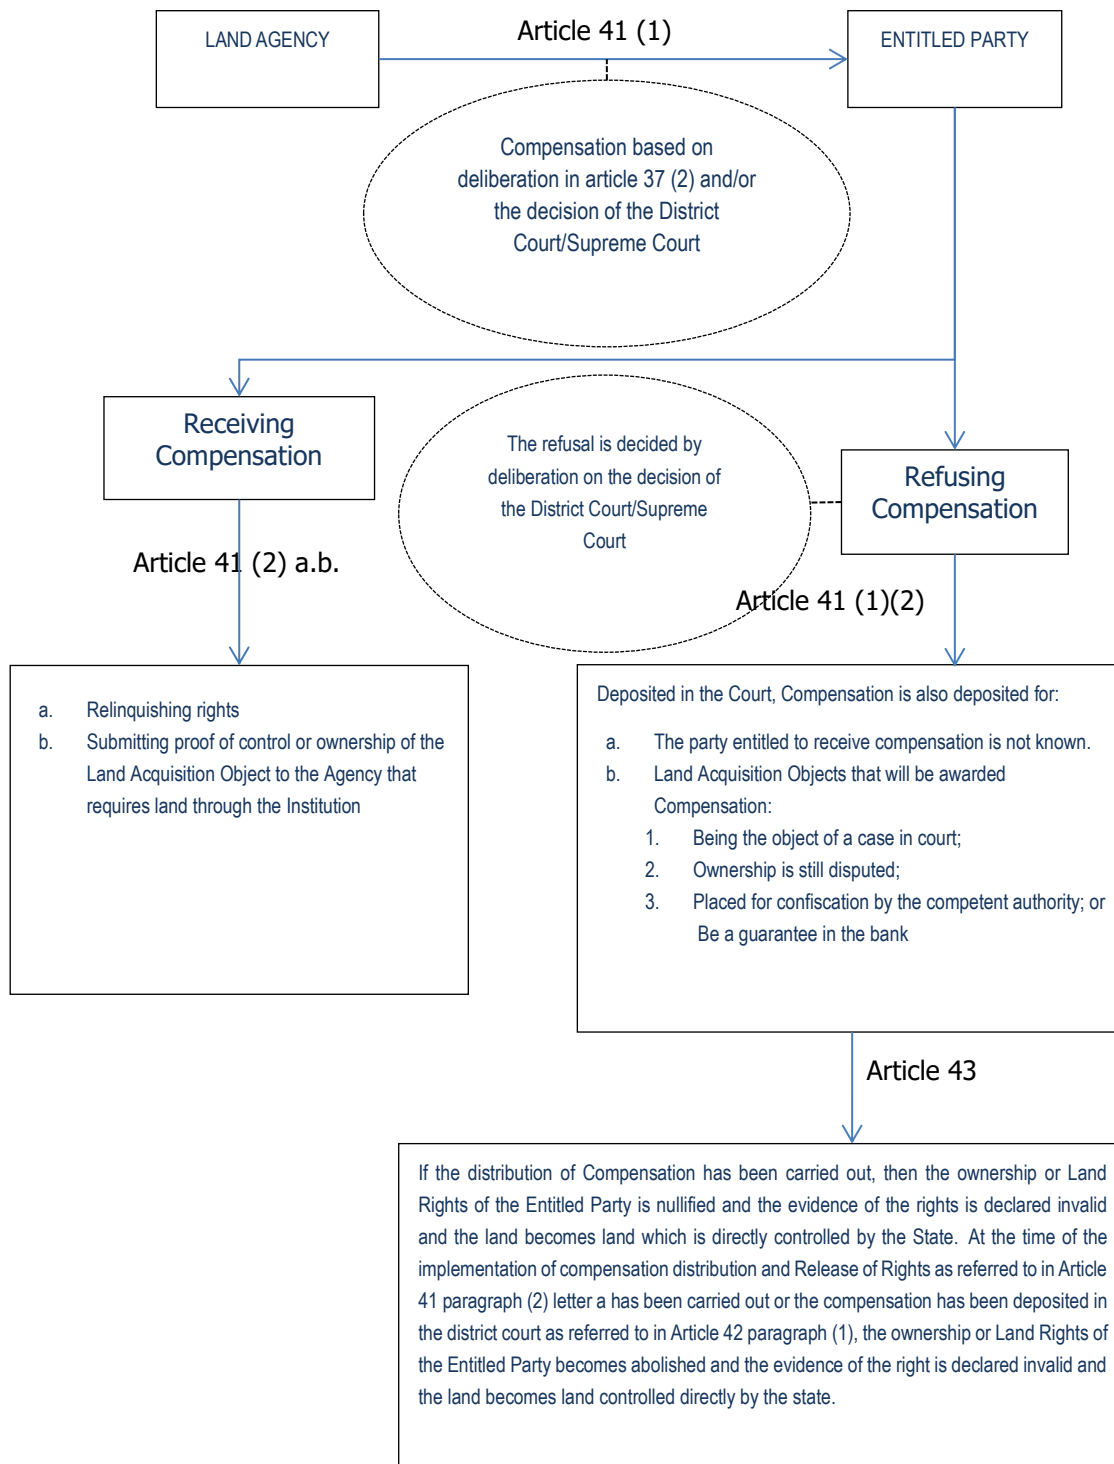 LAND AGENCY
Article 41 (1)
ENTITLED PARTY
Compensation based on
deliberation in article 37 (2) and/or
the decision of the District
Court/Supreme Court
Receiving
Compensation
The refusal is decided by
deliberation on the decision of
the District Court/Supreme
Court
Refusing
Compensation
Article 41 (2) a.b.
Article 41 (1)(2)
a. Relinquishing rights
b. Submitting proof of control or ownership of the
Land Acquisition Object to the Agency that
requires land through the Institution
Deposited in the Court, Compensation is also deposited for:
a. The party entitled to receive compensation is not known.
b. Land Acquisition Objects that will be awarded
Compensation:
1. Being the object of a case in court;
2. Ownership is still disputed;
3. Placed for confiscation by the competent authority; or
Be a guarantee in the bank
Article 43
If the distribution of Compensation has been carried out, then the ownership or Land
Rights of the Entitled Party is nullified and the evidence of the rights is declared invalid
and the land becomes land which is directly controlled by the State. At the time of the
implementation of compensation distribution and Release of Rights as referred to in Article
41 paragraph (2) letter a has been carried out or the compensation has been deposited in
the district court as referred to in Article 42 paragraph (1), the ownership or Land Rights of
the Entitled Party becomes abolished and the evidence of the right is declared invalid and
the land becomes land controlled directly by the state.